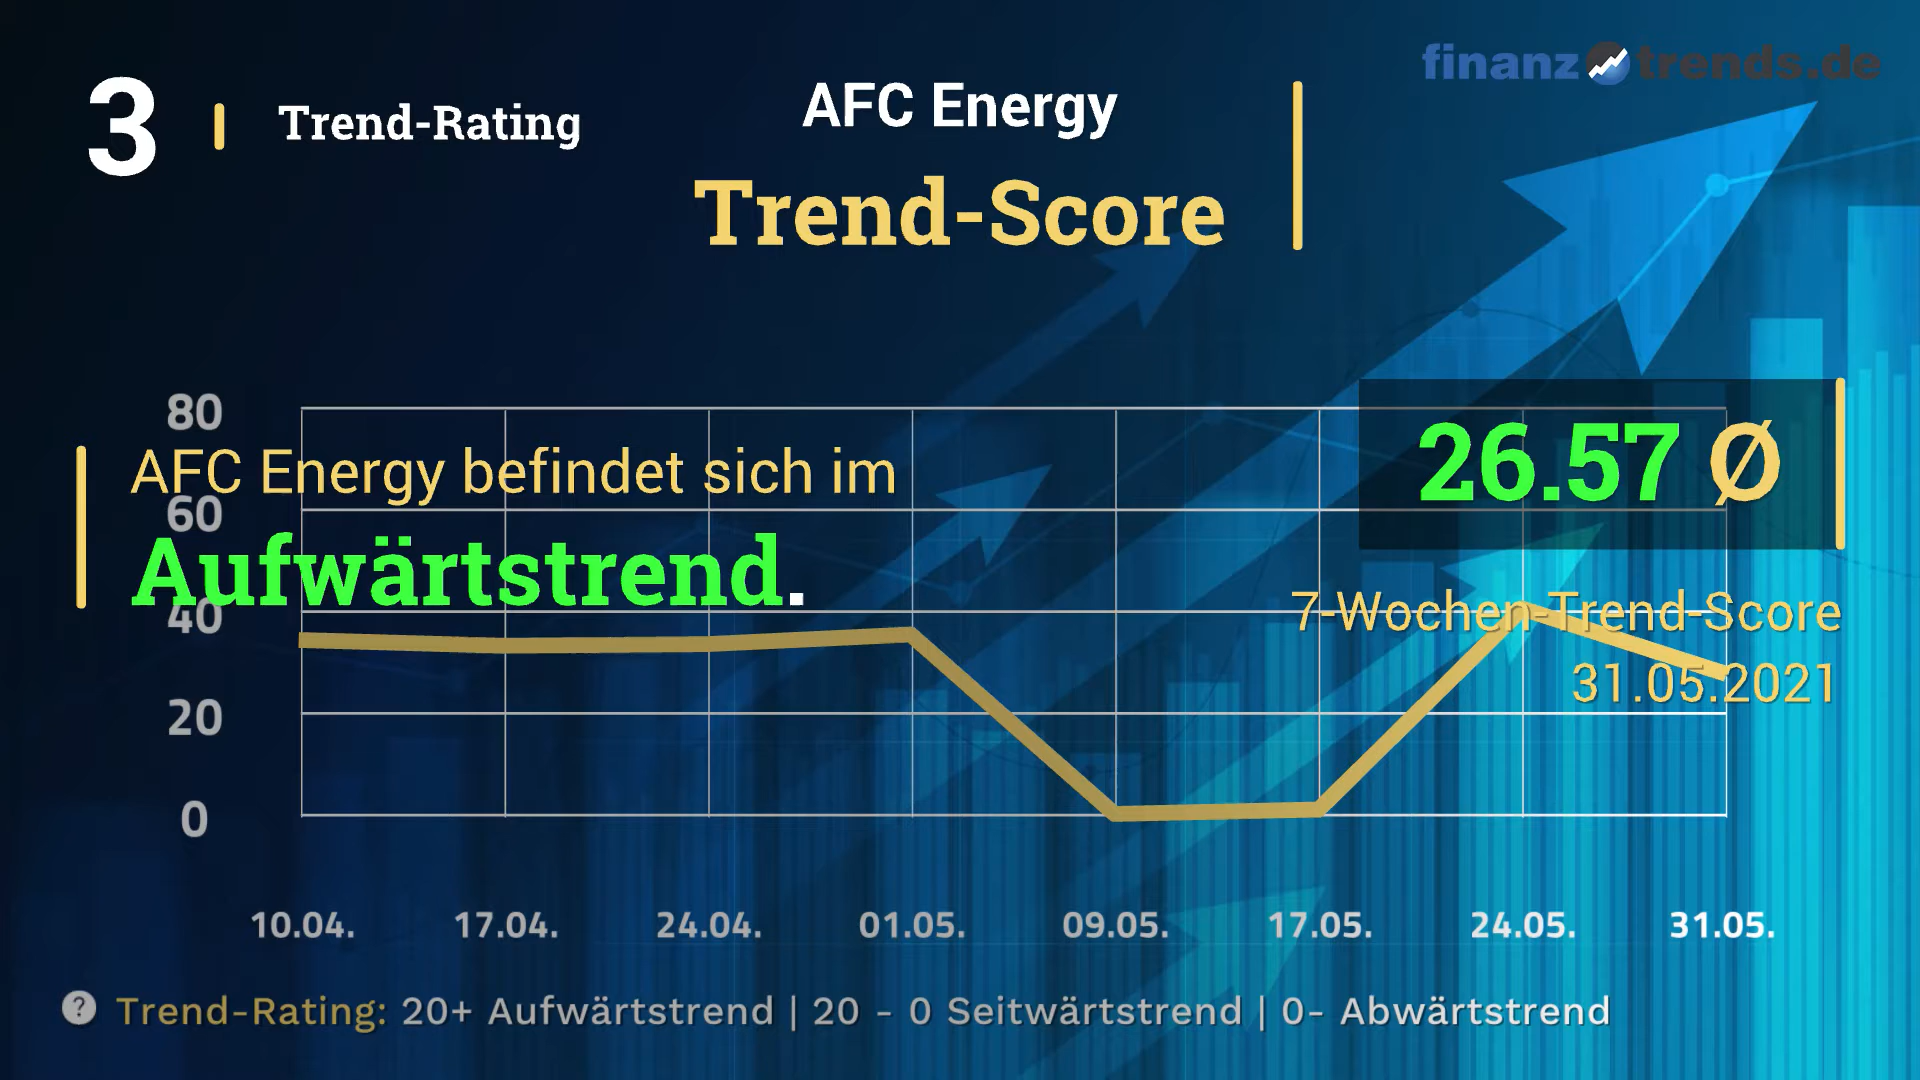 finanztrends.de
3
Trend-Rating
AFC Energy
Trend-Score
AFC Energy befindet sich im
Aufwärtstrend.
26.57 Ø
7-Wochen-Trend-Score
31.05.2021
80
60
40
20
0
10.04. 17.04. 24.04. 01.05. 09.05. 17.05. 24.05. 31.05.
? Trend-Rating: 20+ Aufwärtstrend | 20 - 0 Seitwärtstrend | 0- Abwärtstrend